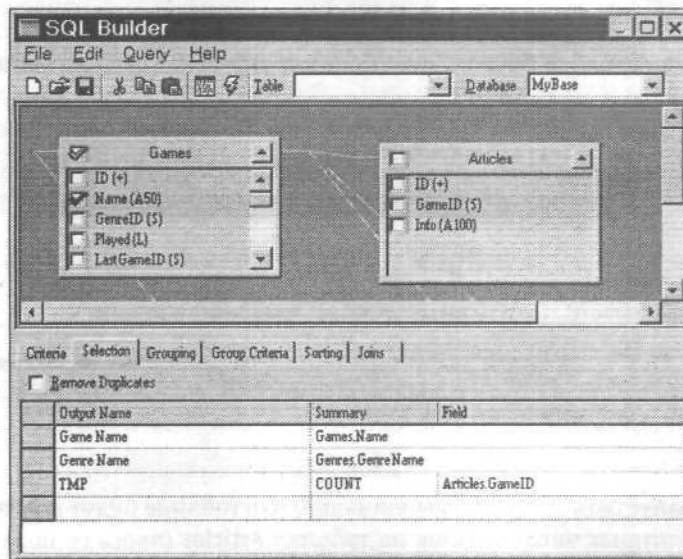 SQL Builder
File Edit Query Help
Table Database MyBase
Games
ID (+)
Name (A50)
GenreID (S)
Played (L)
LastGameID (S)
Articles
ID (+)
GameID (S)
Info (A100)
Criteria Selection Grouping Group Criteria Sorting Joins
Remove Duplicates
Output Name Summary Field
Game Name Games.Name
Genre Name Genres.GenreName
TMP COUNT Articles.GameID